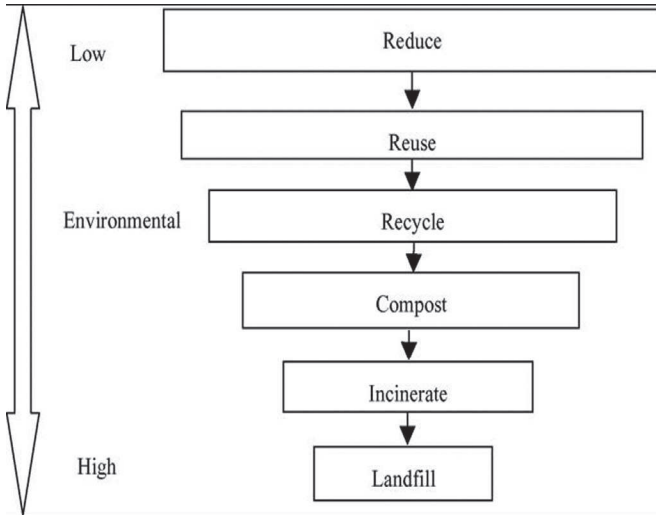 Low
Reduce
Reuse
Environmental
Recycle
Compost
Incinerate
High
Landfill